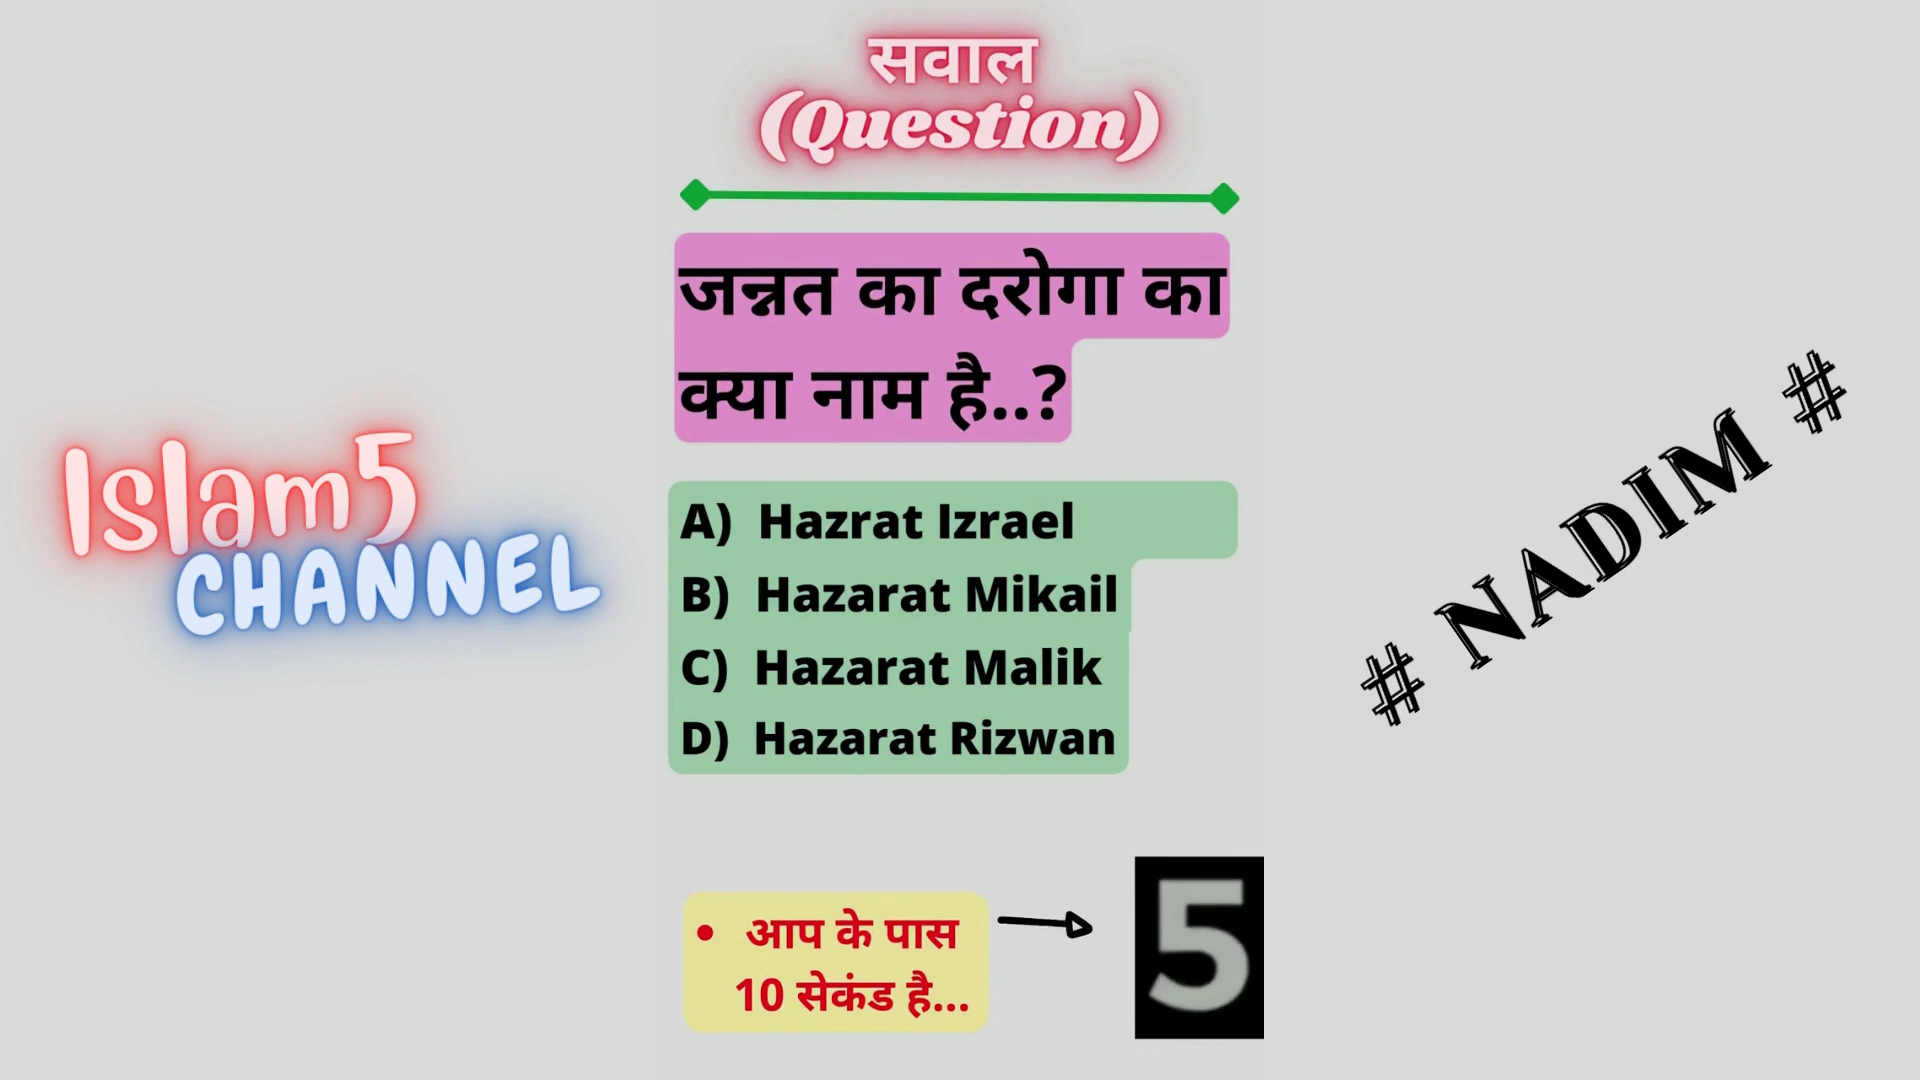 सवाल
(Question)
जन्नत का दरोगा का
क्या नाम है..?
A) Hazrat Izrael
B) Hazarat Mikail
C) Hazarat Malik
D) Hazarat Rizwan
• आप के पास
10 सेकंड है...
5
Islam5
CHANNEL
# NADIM #